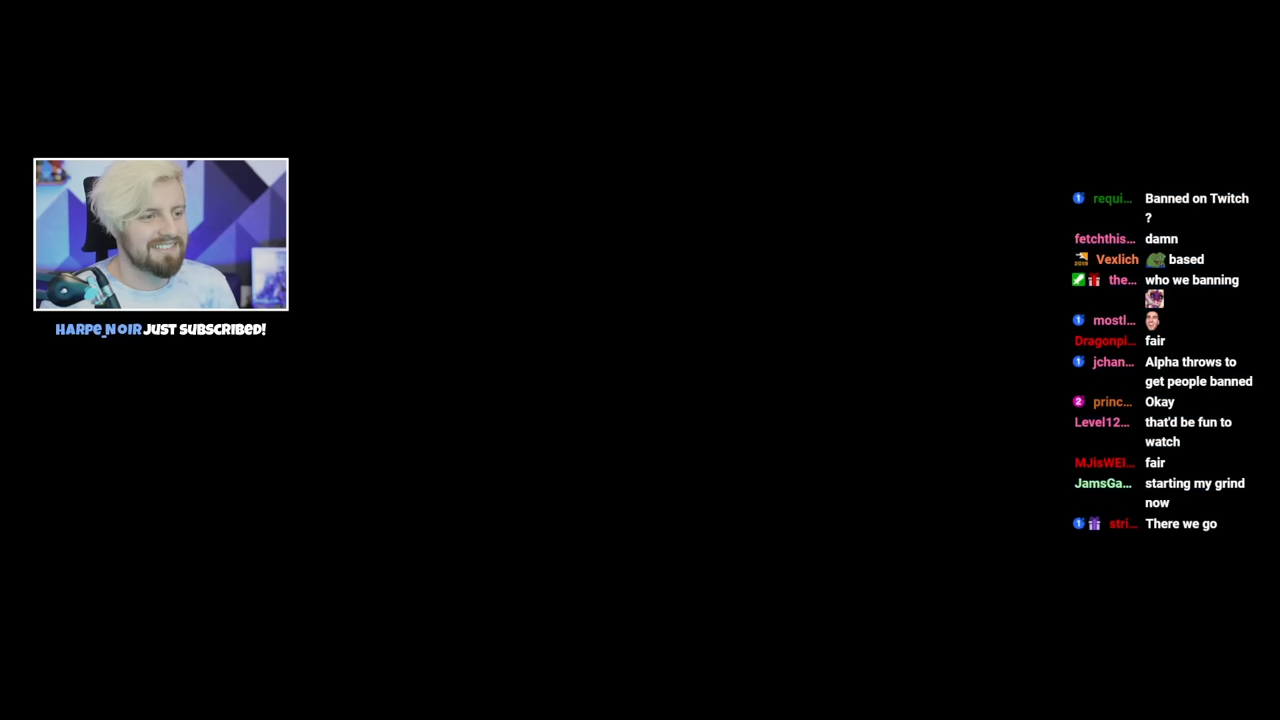 requi... Banned on Twitch
?
fetchthis... damn
Vexlich based
the... who we banning
mostl...
Dragonpl... fair
jchan... Alpha throws to
get people banned
princ... Okay
Level12... that'd be fun to
watch
MJisWEI... fair
JamsGa... starting my grind
now
stri... There we go
HARPE_NOIR JUST SUBSCRIBED!